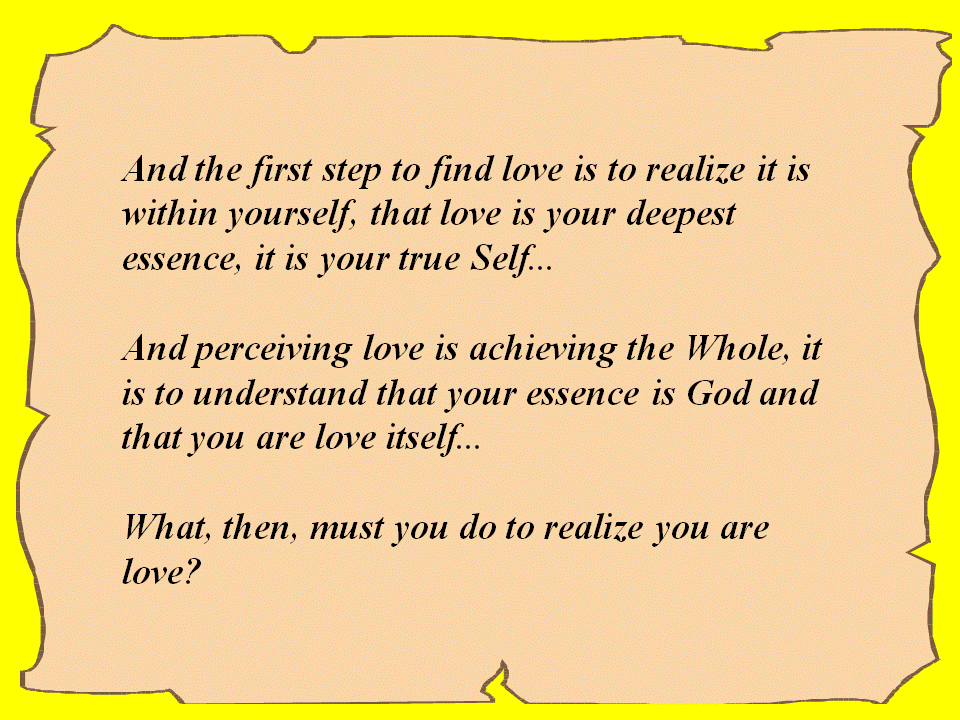 And the first step to find love is to realize it is
within yourself, that love is your deepest
essence, it is your true Self...
And perceiving love is achieving the Whole, it
is to understand that your essence is God and
that you are love itself...
What, then, must you do to realize you are
love?